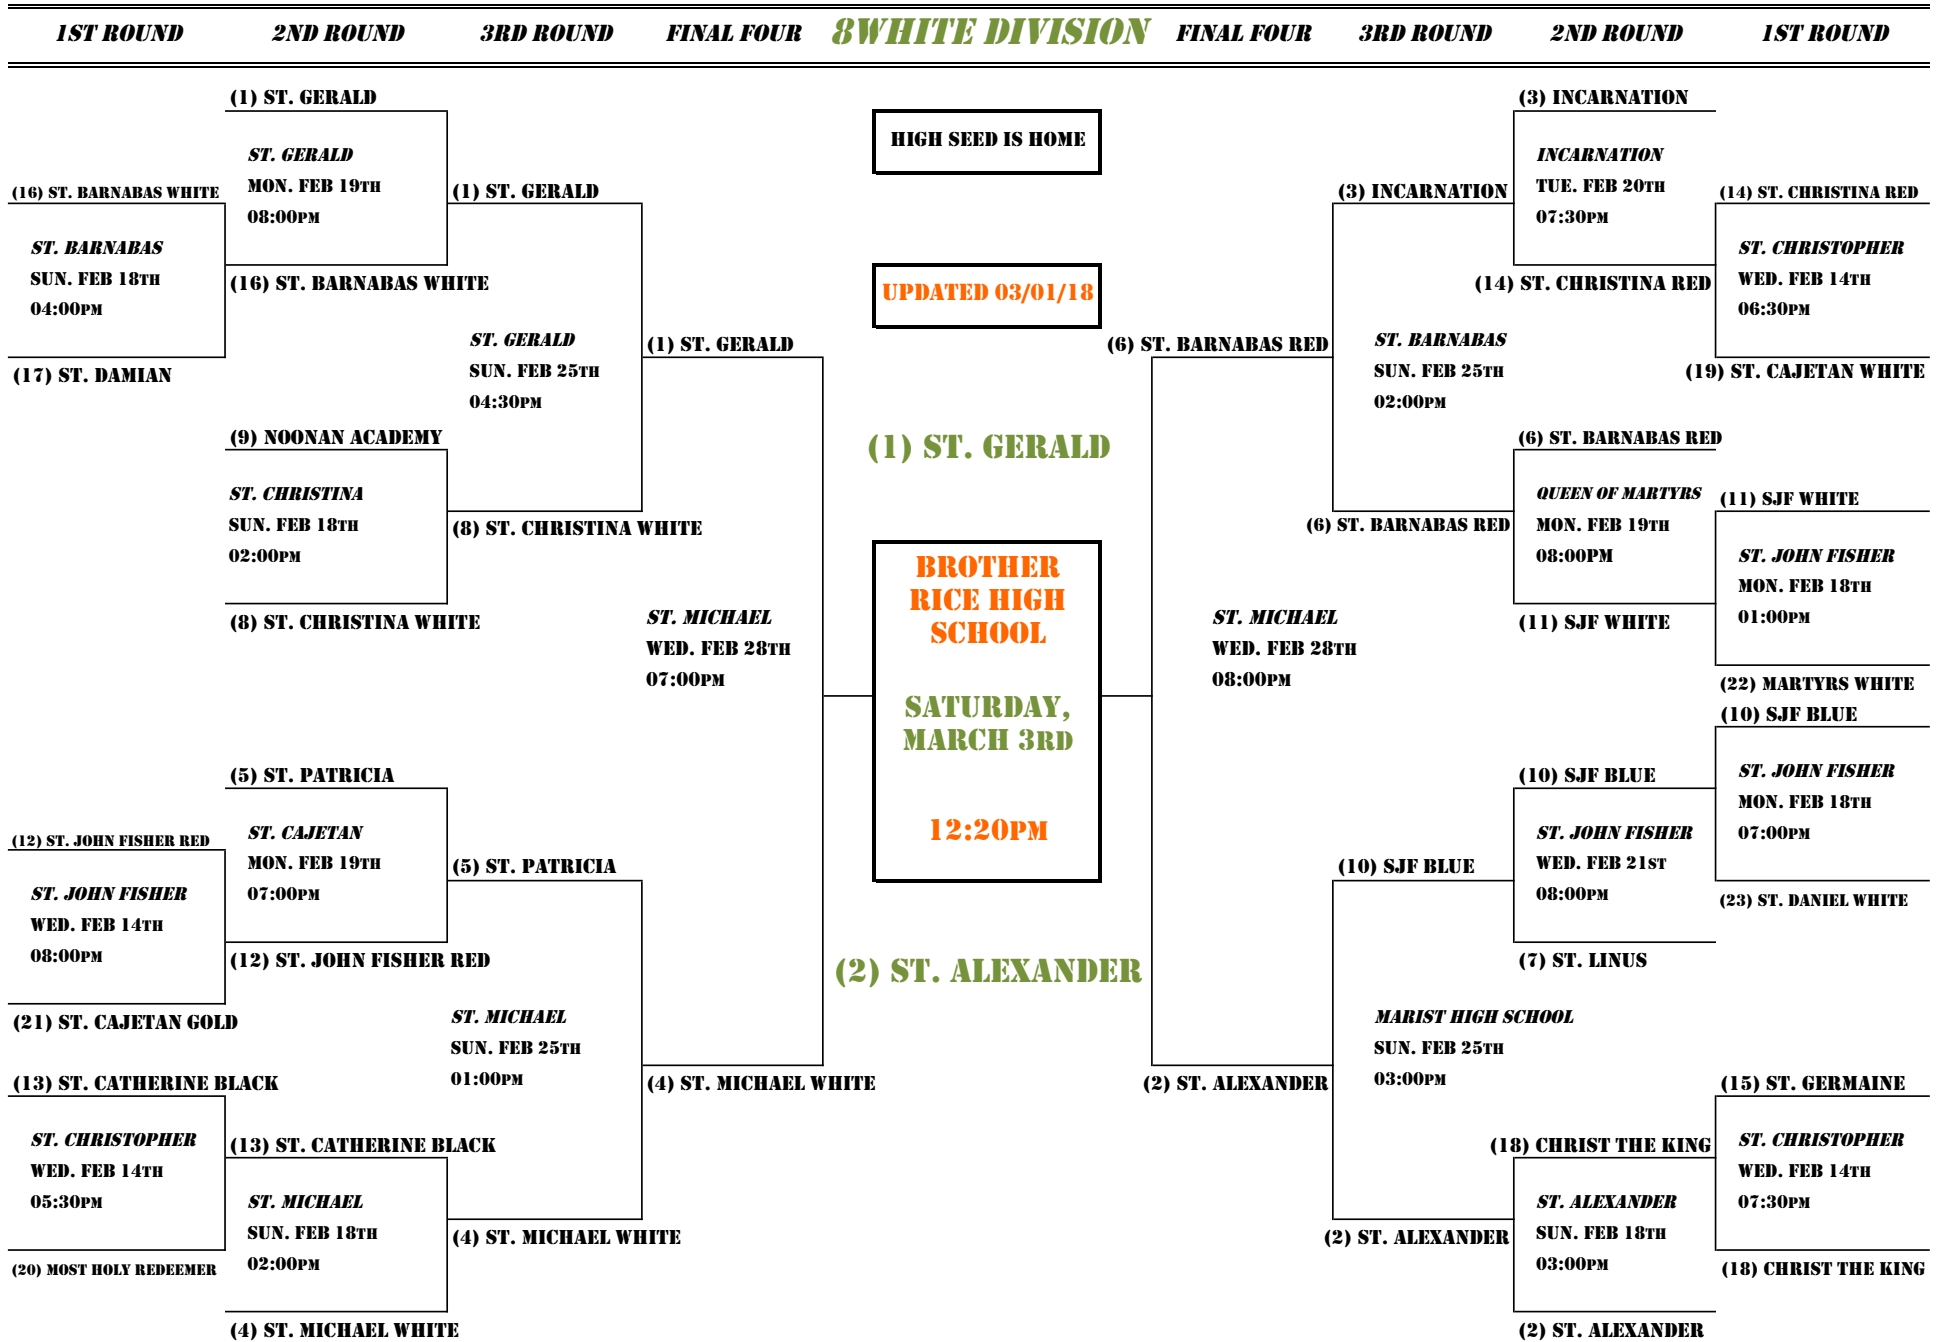 1ST ROUND 2ND ROUND 3RD ROUND FINAL FOUR 8WHITE DIVISION FINAL FOUR 3RD ROUND 2ND ROUND 1ST ROUND
(1) ST. GERALD
ST. GERALD
MON. FEB 19TH
08:00PM
(16) ST. BARNABAS WHITE
ST. BARNABAS
SUN. FEB 18TH
04:00PM
(17) ST. DAMIAN
(16) ST. BARNABAS WHITE
(1) ST. GERALD
ST. GERALD
SUN. FEB 25TH
04:30PM
(9) NOONAN ACADEMY
ST. CHRISTINA
SUN. FEB 18TH
02:00PM
(8) ST. CHRISTINA WHITE
(8) ST. CHRISTINA WHITE
(1) ST. GERALD
ST. MICHAEL
WED. FEB 28TH
07:00PM
(5) ST. PATRICIA
ST. CAJETAN
MON. FEB 19TH
07:00PM
(12) ST. JOHN FISHER RED
ST. JOHN FISHER
WED. FEB 14TH
08:00PM
(21) ST. CAJETAN GOLD
(12) ST. JOHN FISHER RED
(5) ST. PATRICIA
ST. MICHAEL
SUN. FEB 25TH
01:00PM
(4) ST. MICHAEL WHITE
(13) ST. CATHERINE BLACK
ST. CHRISTOPHER
WED. FEB 14TH
05:30PM
(20) MOST HOLY REDEEMER
(13) ST. CATHERINE BLACK
ST. MICHAEL
SUN. FEB 18TH
02:00PM
(4) ST. MICHAEL WHITE
(4) ST. MICHAEL WHITE
HIGH SEED IS HOME
UPDATED 03/01/18
(1) ST. GERALD
BROTHER
RICE HIGH
SCHOOL
SATURDAY,
MARCH 3RD
12:20PM
(2) ST. ALEXANDER
(3) INCARNATION
INCARNATION
TUE. FEB 20TH
07:30PM
(3) INCARNATION
(14) ST. CHRISTINA RED
ST. CHRISTOPHER
WED. FEB 14TH
06:30PM
(19) ST. CAJETAN WHITE
(14) ST. CHRISTINA RED
(6) ST. BARNABAS RED
ST. BARNABAS
SUN. FEB 25TH
02:00PM
(6) ST. BARNABAS RED
QUEEN OF MARTYRS
MON. FEB 19TH
08:00PM
(6) ST. BARNABAS RED
(11) SJF WHITE
ST. JOHN FISHER
MON. FEB 18TH
01:00PM
(22) MARTYRS WHITE
(11) SJF WHITE
ST. MICHAEL
WED. FEB 28TH
08:00PM
(10) SJF BLUE
ST. JOHN FISHER
MON. FEB 18TH
07:00PM
(23) ST. DANIEL WHITE
(10) SJF BLUE
ST. JOHN FISHER
WED. FEB 21ST
08:00PM
(7) ST. LINUS
(10) SJF BLUE
MARIST HIGH SCHOOL
SUN. FEB 25TH
03:00PM
(2) ST. ALEXANDER
(15) ST. GERMAINE
ST. CHRISTOPHER
WED. FEB 14TH
07:30PM
(18) CHRIST THE KING
(18) CHRIST THE KING
ST. ALEXANDER
SUN. FEB 18TH
03:00PM
(2) ST. ALEXANDER
(2) ST. ALEXANDER